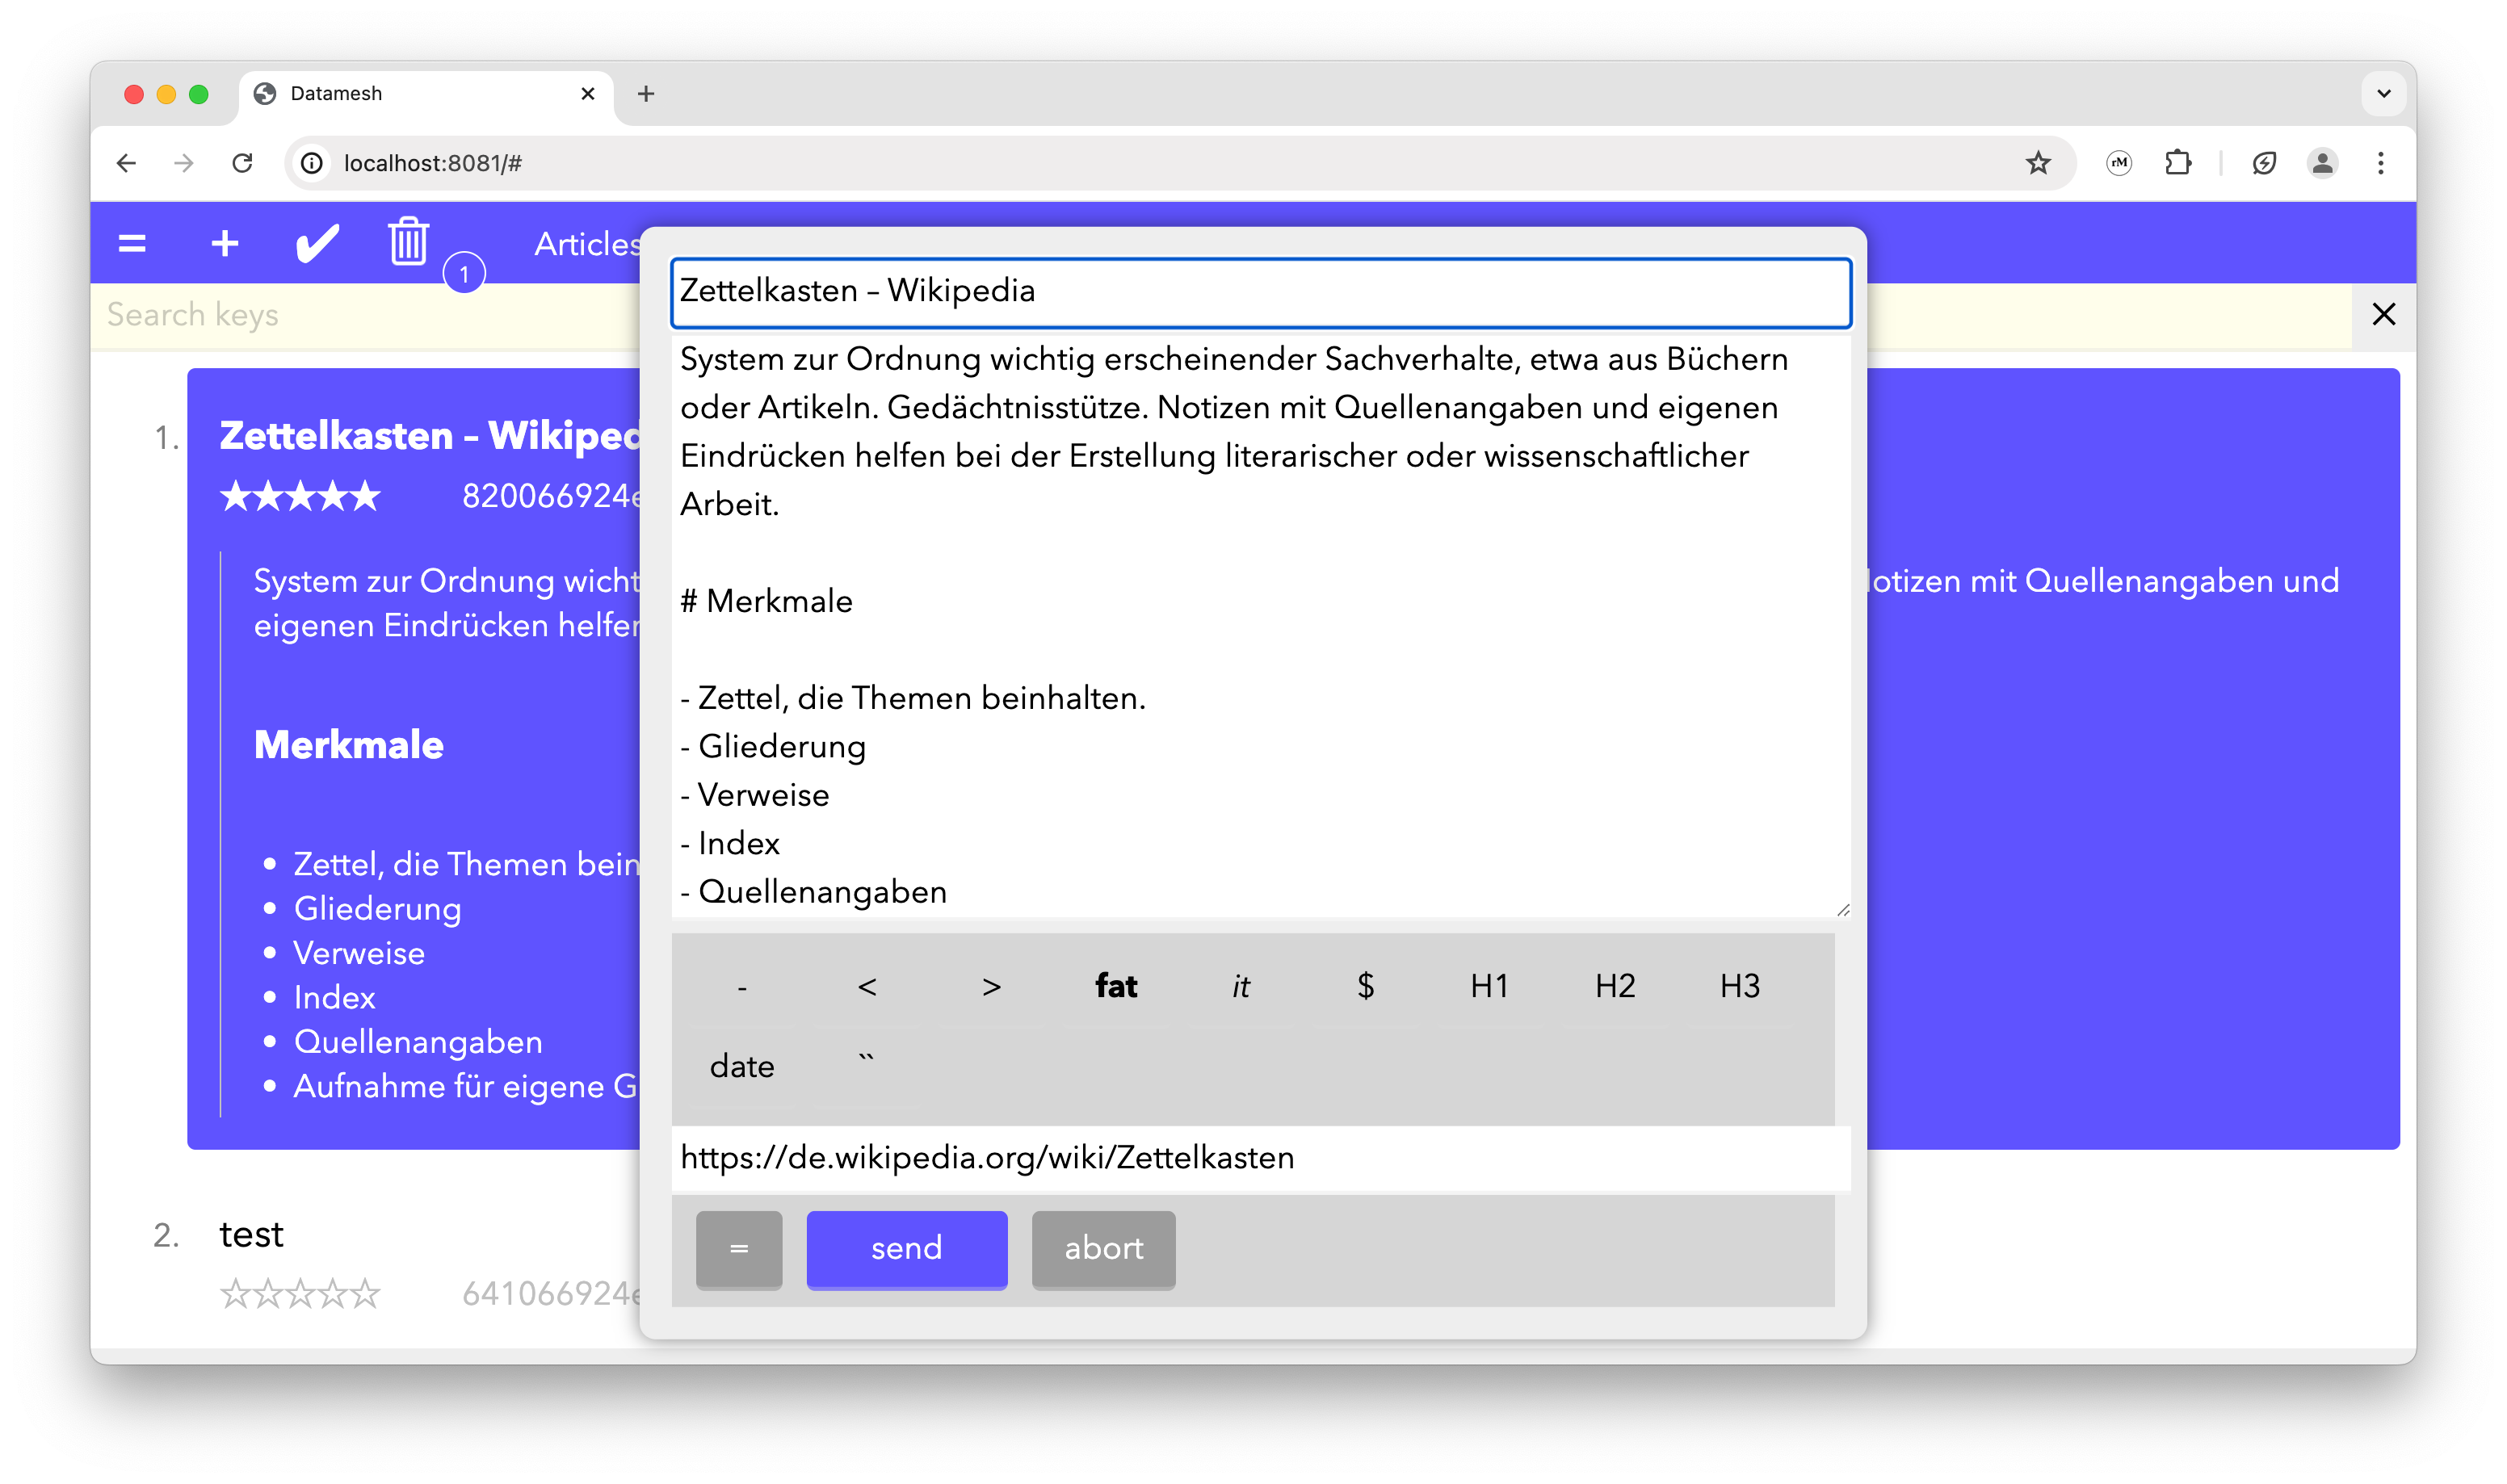 Datamesh
localhost:8081/#
rM
= + ✔ 1 Articles
Search keys
1. Zettelkasten – Wikiped
★★★★★ 820066924e
System zur Ordnung wicht
otizen mit Quellenangaben und
eigenen Eindrücken helfer
Merkmale
• Zettel, die Themen bein
• Gliederung
• Verweise
• Index
• Quellenangaben
• Aufnahme für eigene G
2. test
☆☆☆☆☆ 641066924e
Zettelkasten – Wikipedia
System zur Ordnung wichtig erscheinender Sachverhalte, etwa aus Büchern
oder Artikeln. Gedächtnisstütze. Notizen mit Quellenangaben und eigenen
Eindrücken helfen bei der Erstellung literarischer oder wissenschaftlicher
Arbeit.
# Merkmale
- Zettel, die Themen beinhalten.
- Gliederung
- Verweise
- Index
- Quellenangaben
- < > fat it $ H1 H2 H3
date ``
https://de.wikipedia.org/wiki/Zettelkasten
= send abort